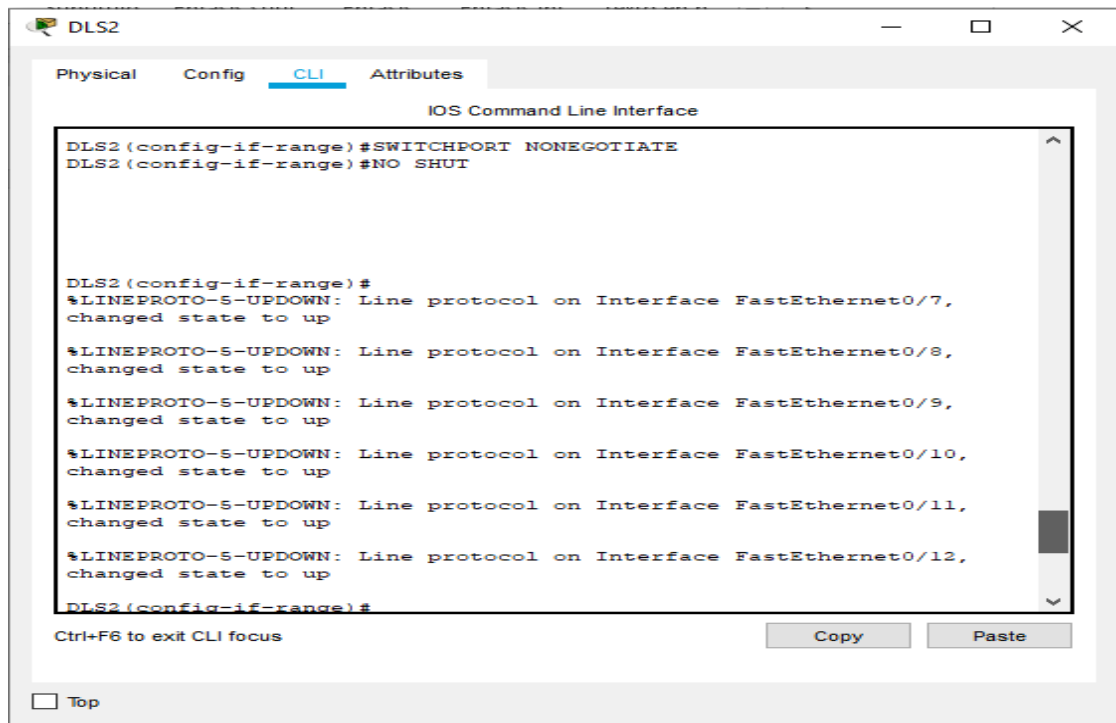 DLS2
Physical Config CLI Attributes
IOS Command Line Interface
DLS2(config-if-range)#SWITCHPORT NONEGOTIATE
DLS2(config-if-range)#NO SHUT
DLS2(config-if-range)#
%LINEPROTO-5-UPDOWN: Line protocol on Interface FastEthernet0/7,
changed state to up
%LINEPROTO-5-UPDOWN: Line protocol on Interface FastEthernet0/8,
changed state to up
%LINEPROTO-5-UPDOWN: Line protocol on Interface FastEthernet0/9,
changed state to up
%LINEPROTO-5-UPDOWN: Line protocol on Interface FastEthernet0/10,
changed state to up
%LINEPROTO-5-UPDOWN: Line protocol on Interface FastEthernet0/11,
changed state to up
%LINEPROTO-5-UPDOWN: Line protocol on Interface FastEthernet0/12,
changed state to up
DLS2(config-if-range)#
Ctrl+F6 to exit CLI focus
Copy Paste
Top